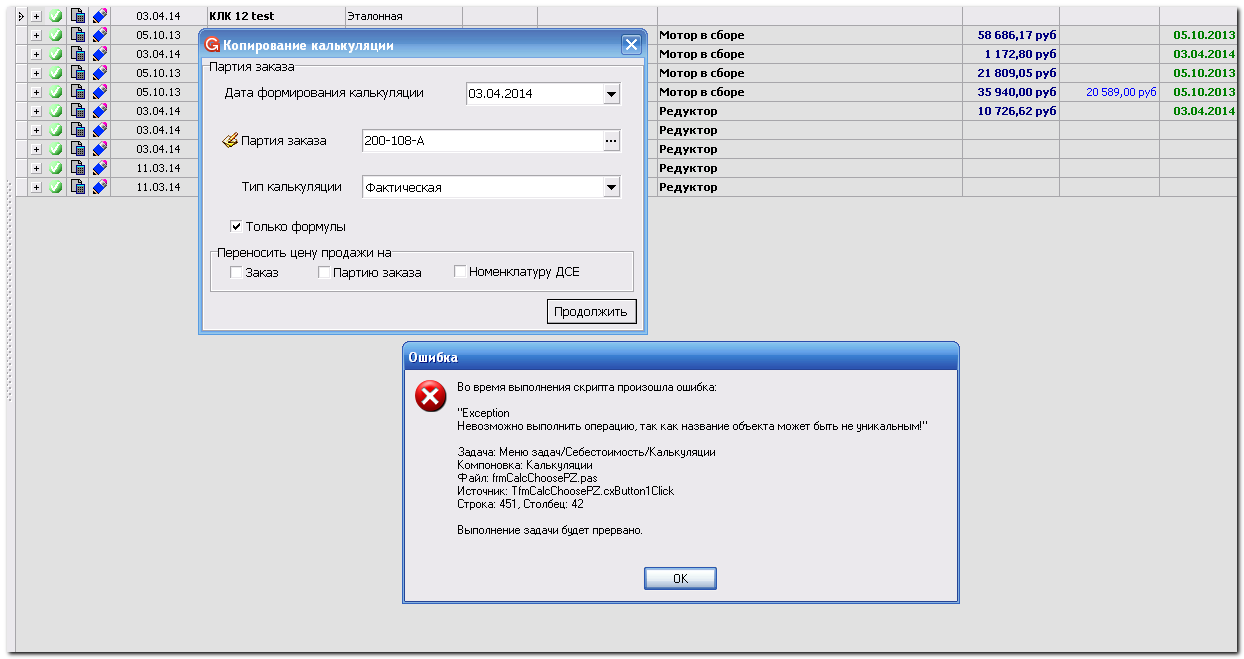 03.04.14 КЛК 12 test Эталонная
05.10.13 Мотор в сборе 58 686,17 руб 05.10.2013
03.04.14 Мотор в сборе 1 172,80 руб 03.04.2014
05.10.13 Мотор в сборе 21 809,05 руб 05.10.2013
05.10.13 Мотор в сборе 35 940,00 руб 20 589,00 руб 05.10.2013
03.04.14 Редуктор 10 726,62 руб 03.04.2014
03.04.14 Редуктор
03.04.14 Редуктор
11.03.14 Редуктор
11.03.14 Редуктор
Копирование калькуляции
Партия заказа
Дата формирования калькуляции 03.04.2014
Партия заказа 200-108-А ...
Тип калькуляции Фактическая
Только формулы
Переносить цену продажи на
Заказ Партию заказа Номенклатуру ДСЕ
Продолжить
Ошибка
Во время выполнения скрипта произошла ошибка:
"Exception
Невозможно выполнить операцию, так как название объекта может быть не уникальным!"
Задача: Меню задач/Себестоимость/Калькуляции
Компоновка: Калькуляции
Файл: frmCalcChoosePZ.pas
Источник: TfmCalcChoosePZ.cxButton1Click
Строка: 451, Столбец: 42
Выполнение задачи будет прервано.
OK